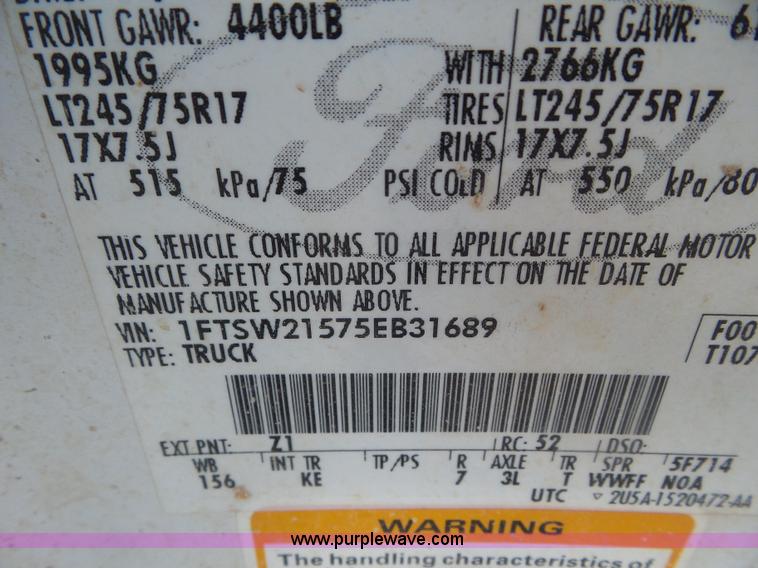 FRONT GAWR: 4400LB REAR GAWR:
1995KG WITH 2766KG
LT245/75R17 TIRES LT245/75R17
17X7.5J RIMS 17X7.5J
AT 515 kPa/75 PSI COLD AT 550 kPa/80
THIS VEHICLE CONFORMS TO ALL APPLICABLE FEDERAL MOTOR
VEHICLE SAFETY STANDARDS IN EFFECT ON THE DATE OF
MANUFACTURE SHOWN ABOVE.
VIN: 1FTSW21575EB31689 F00
TYPE: TRUCK T107
EXT PNT: Z1 RC: 52 DSO:
WB INT TR TP/PS R AXLE TR SPR 5F714
156 KE 7 3L T WWFF NOA
UTC ▽ 2U5A-1520472-AA
Ford
WARNING
www.purplewave.com
The handling characteristics of